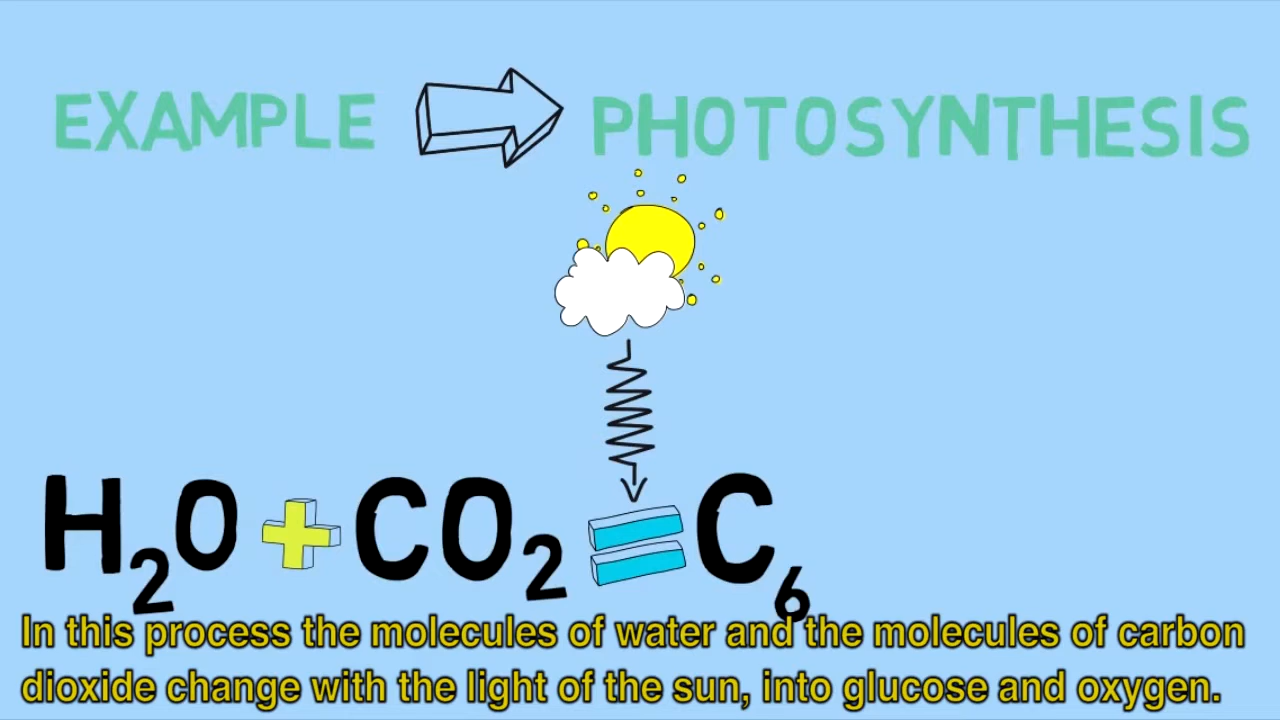 EXAMPLE PHOTOSYNTHESIS
H2O + CO2 = C6
In this process the molecules of water and the molecules of carbon
dioxide change with the light of the sun, into glucose and oxygen.